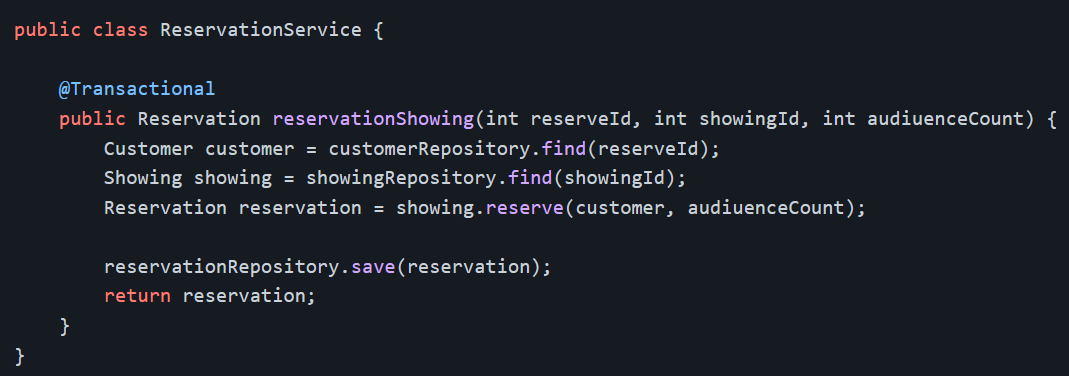 public class ReservationService {
@Transactional
public Reservation reservationShowing(int reserveId, int showingId, int audiuenceCount) {
Customer customer = customerRepository.find(reserveId);
Showing showing = showingRepository.find(showingId);
Reservation reservation = showing.reserve(customer, audiuenceCount);
reservationRepository.save(reservation);
return reservation;
}
}